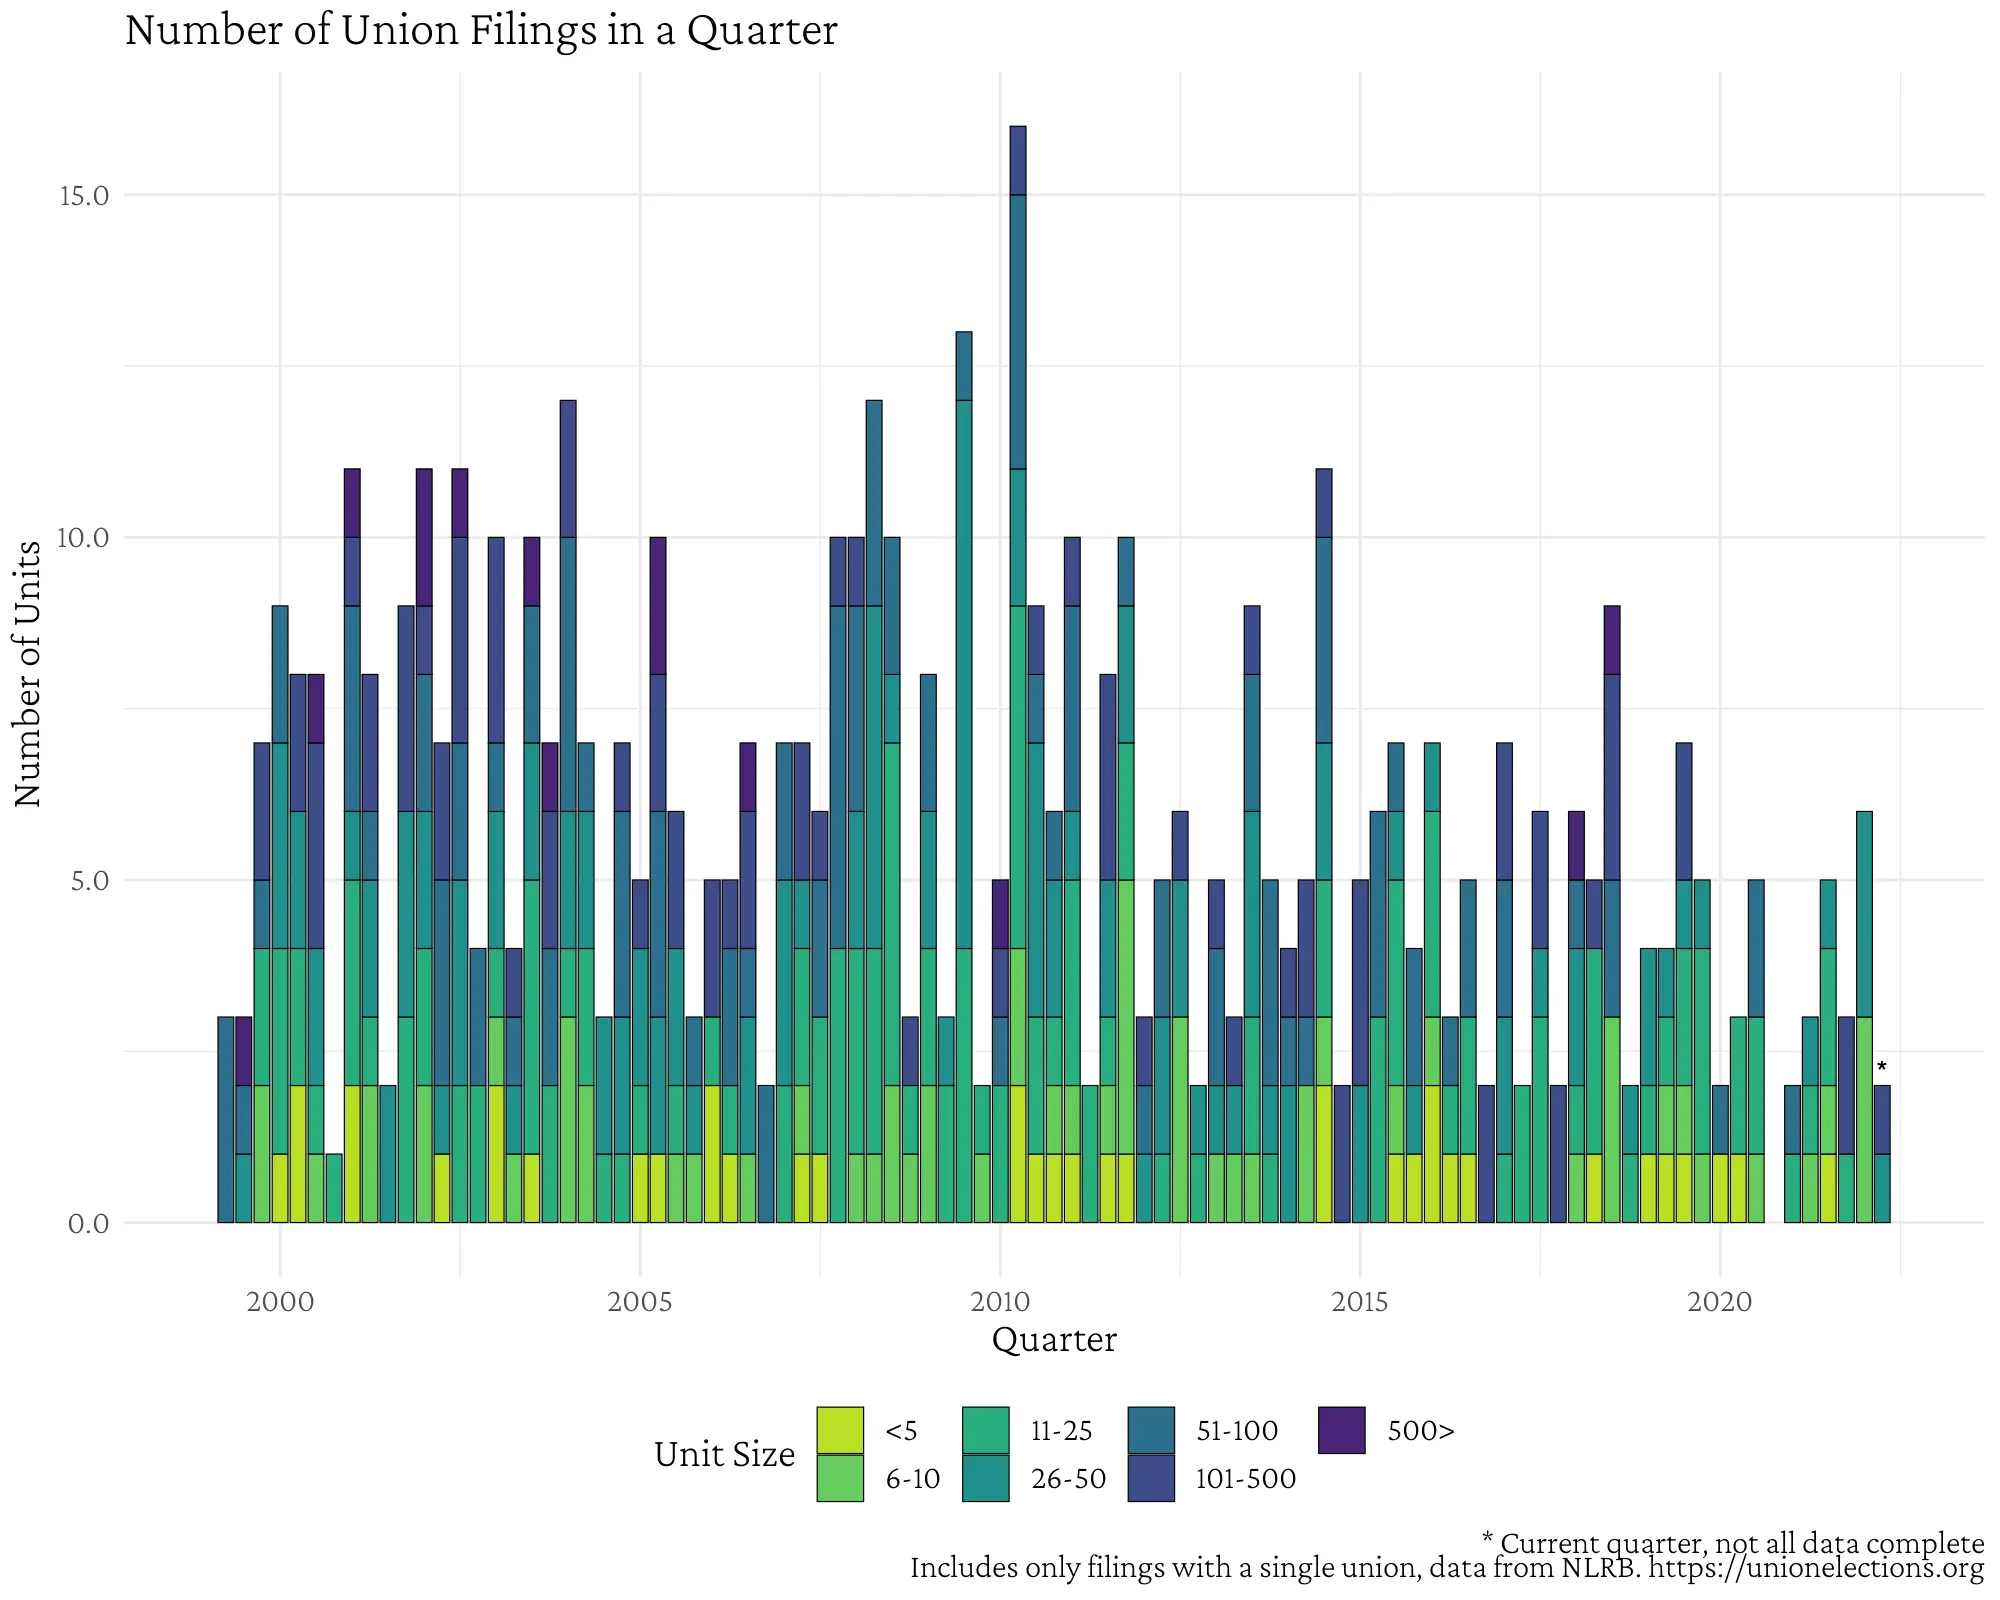 Number of Union Filings in a Quarter
Number of Units
15.0
10.0
5.0
0.0
*
2000 2005 2010 2015 2020
Quarter
Unit Size
<5 11-25 51-100 500>
6-10 26-50 101-500
* Current quarter, not all data complete
Includes only filings with a single union, data from NLRB. https://unionelections.org